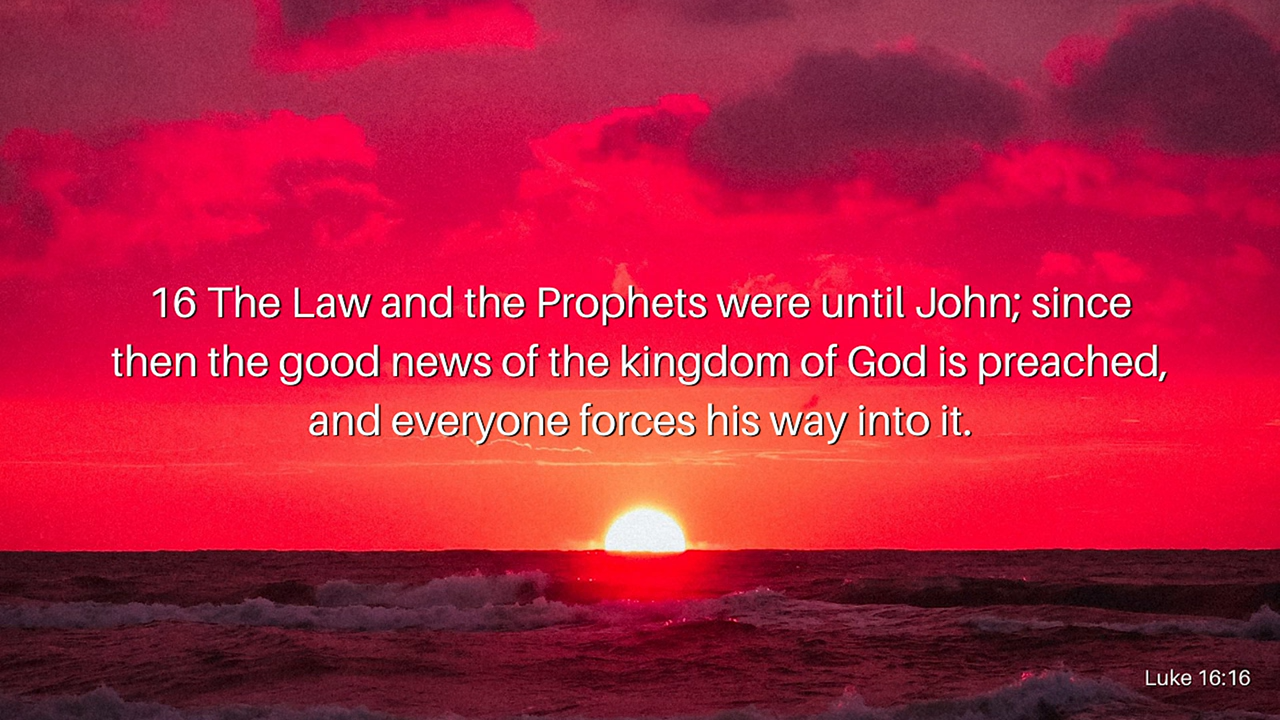 16 The Law and the Prophets were until John; since
then the good news of the kingdom of God is preached,
and everyone forces his way into it.
Luke 16:16